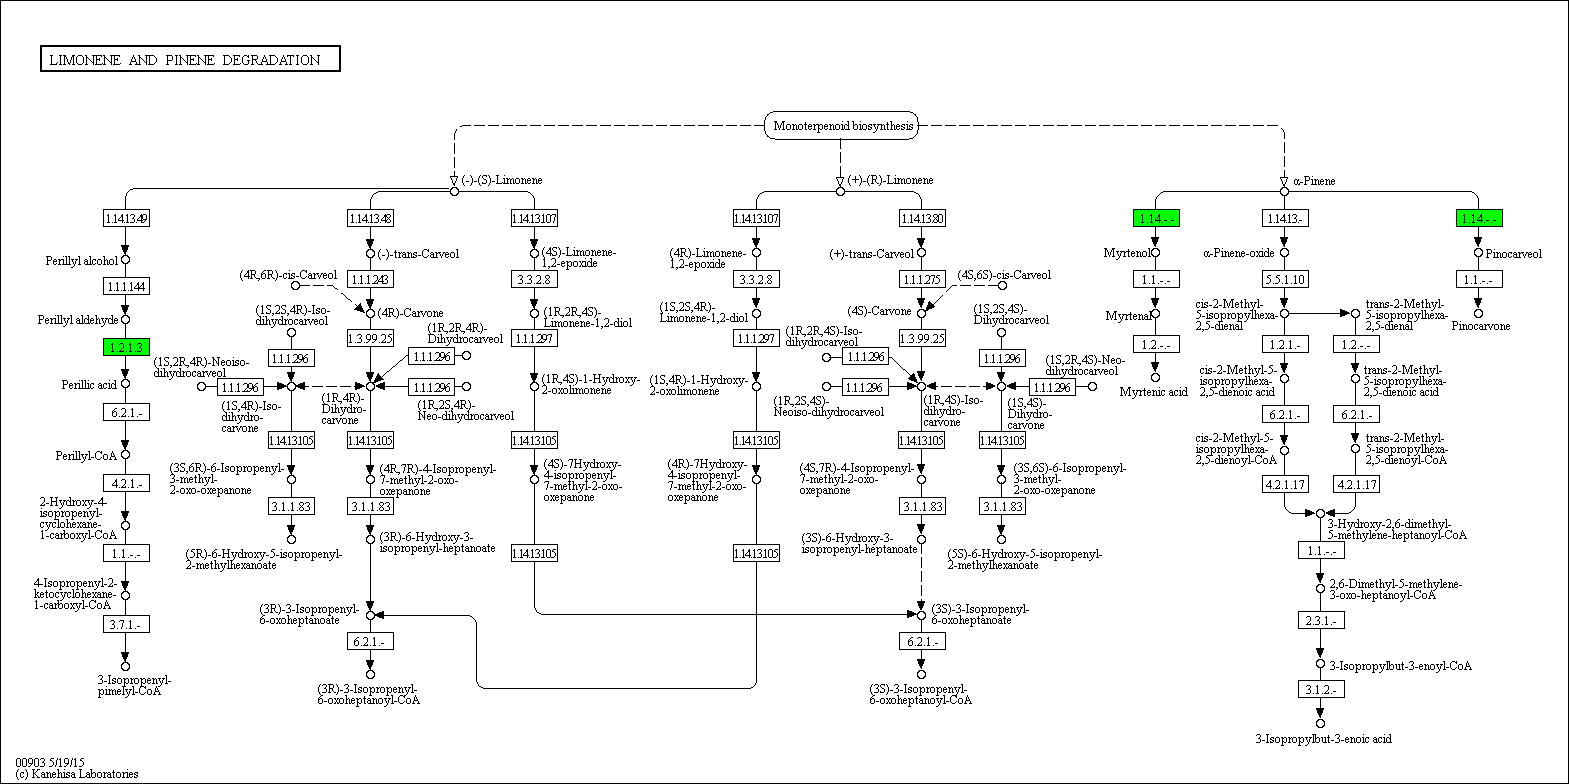 LIMONENE AND PINENE DEGRADATION
Monoterpenoid biosynthesis
(-)-(S)-Limonene
(+)-(R)-Limonene
α-Pinene
1.14.13.49
1.14.13.48
1.14.13.107
1.14.13.107
1.14.13.80
1.14.-.-
1.14.13.-
1.14.-.-
Perillyl alcohol
(-)-trans-Carveol
(4S)-Limonene-
1,2-epoxide
(4R)-Limonene-
1,2-epoxide
(+)-trans-Carveol
Myrtenol
α-Pinene-oxide
Pinocarveol
1.1.1.144
(4R,6R)-cis-Carveol
1.1.1.243
3.3.2.8
3.3.2.8
1.1.1.275
(4S,6S)-cis-Carveol
1.1.-.-
5.5.1.10
1.1.-.-
Perillyl aldehyde
(1S,2S,4R)-Iso-
dihydrocarveol
(4R)-Carvone
(1R,2R,4S)-
Limonene-1,2-diol
(1S,2S,4R)-
Limonene-1,2-diol
(4S)-Carvone
(1S,2S,4S)-
Dihydrocarveol
Myrtenal
cis-2-Methyl-
5-isopropylhexa-
2,5-dienal
trans-2-Methyl-
5-isopropylhexa-
2,5-dienal
Pinocarvone
1.2.1.3
1.3.99.25
(1R,2R,4R)-
Dihydrocarveol
1.1.1.297
1.1.1.297
(1R,2R,4S)-Iso-
dihydrocarveol
1.3.99.25
1.2.-.-
1.2.1.-
1.2.-.-
(1S,2R,4R)-Neoiso-
dihydrocarveol
1.1.1.296
1.1.1.296
1.1.1.296
1.1.1.296
(1S,2R,4S)-Neo-
dihydrocarveol
Perillic acid
1.1.1.296
1.1.1.296
1.1.1.296
1.1.1.296
(1R,4S)-1-Hydroxy-
2-oxolimonene
(1S,4R)-1-Hydroxy-
2-oxolimonene
Myrtenic acid
cis-2-Methyl-5-
isopropylhexa-
2,5-dienoic acid
trans-2-Methyl-
5-isopropylhexa-
2,5-dienoic acid
(1S,4R)-Iso-
dihydro-
carvone
(1R,4R)-
Dihydro-
carvone
(1R,2S,4R)-
Neo-dihydrocarveol
(1R,2S,4S)-
Neoiso-dihydrocarveol
(1R,4S)-Iso-
dihydro-
carvone
(1S,4S)-
Dihydro-
carvone
6.2.1.-
6.2.1.-
6.2.1.-
1.14.13.105
1.14.13.105
1.14.13.105
1.14.13.105
1.14.13.105
1.14.13.105
Perillyl-CoA
(3S,6R)-6-Isopropenyl-
3-methyl-
2-oxo-oxepanone
(4R,7R)-4-Isopropenyl-
7-methyl-2-oxo-
oxepanone
(4S)-7Hydroxy-
4-isopropenyl-
7-methyl-2-oxo-
oxepanone
(4R)-7Hydroxy-
4-isopropenyl-
7-methyl-2-oxo-
oxepanone
(4S,7R)-4-Isopropenyl-
7-methyl-2-oxo-
oxepanone
(3S,6S)-6-Isopropenyl-
3-methyl-
2-oxo-oxepanone
cis-2-Methyl-5-
isopropylhexa-
2,5-dienoyl-CoA
trans-2-Methyl-
5-isopropylhexa-
2,5-dienoyl-CoA
4.2.1.-
4.2.1.17
4.2.1.17
3.1.1.83
3.1.1.83
3.1.1.83
3.1.1.83
2-Hydroxy-4-
isopropenyl-
cyclohexane-
1-carboxyl-CoA
(5R)-6-Hydroxy-5-isopropenyl-
2-methylhexanoate
(3R)-6-Hydroxy-3-
isopropenyl-heptanoate
(3S)-6-Hydroxy-3-
isopropenyl-heptanoate
(5S)-6-Hydroxy-5-isopropenyl-
2-methylhexanoate
3-Hydroxy-2,6-dimethyl-
5-methylene-heptanoyl-CoA
1.1.-.-
1.14.13.105
1.14.13.105
1.1.-.-
4-Isopropenyl-2-
ketocyclohexane-
1-carboxyl-CoA
2,6-Dimethyl-5-methylene-
3-oxo-heptanoyl-CoA
(3R)-3-Isopropenyl-
6-oxoheptanoate
(3S)-3-Isopropenyl-
6-oxoheptanoate
3.7.1.-
6.2.1.-
6.2.1.-
2.3.1.-
3-Isopropenyl-
pimelyl-CoA
(3R)-3-Isopropenyl-
6-oxoheptanoyl-CoA
(3S)-3-Isopropenyl-
6-oxoheptanoyl-CoA
3-Isopropylbut-3-enoyl-CoA
3.1.2.-
3-Isopropylbut-3-enoic acid
00903 5/19/15
(c) Kanehisa Laboratories